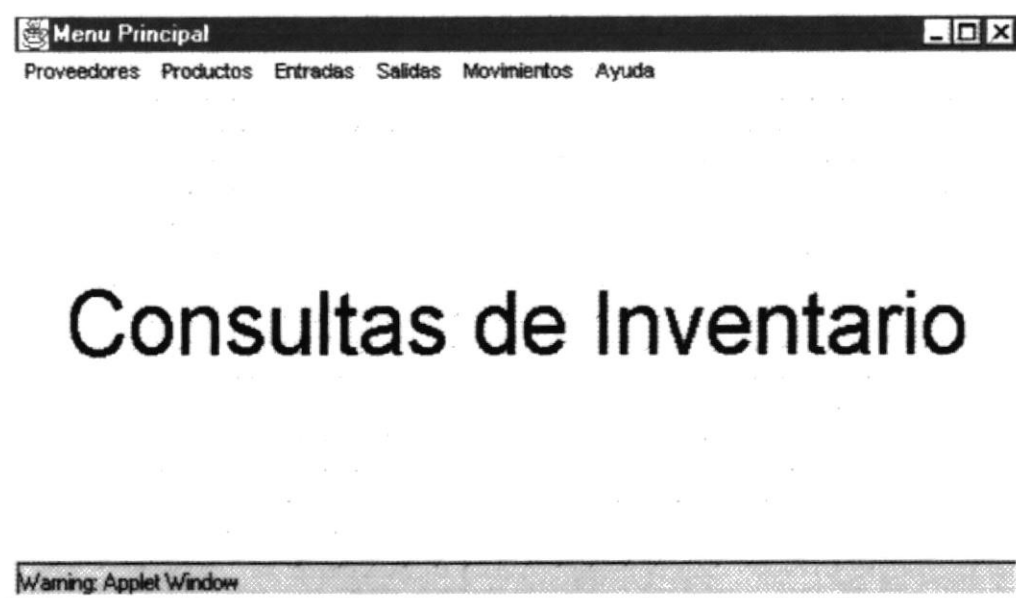 Menu Principal
Proveedores Productos Entradas Salidas Movimientos Ayuda
Consultas de Inventario
Warning: Applet Window